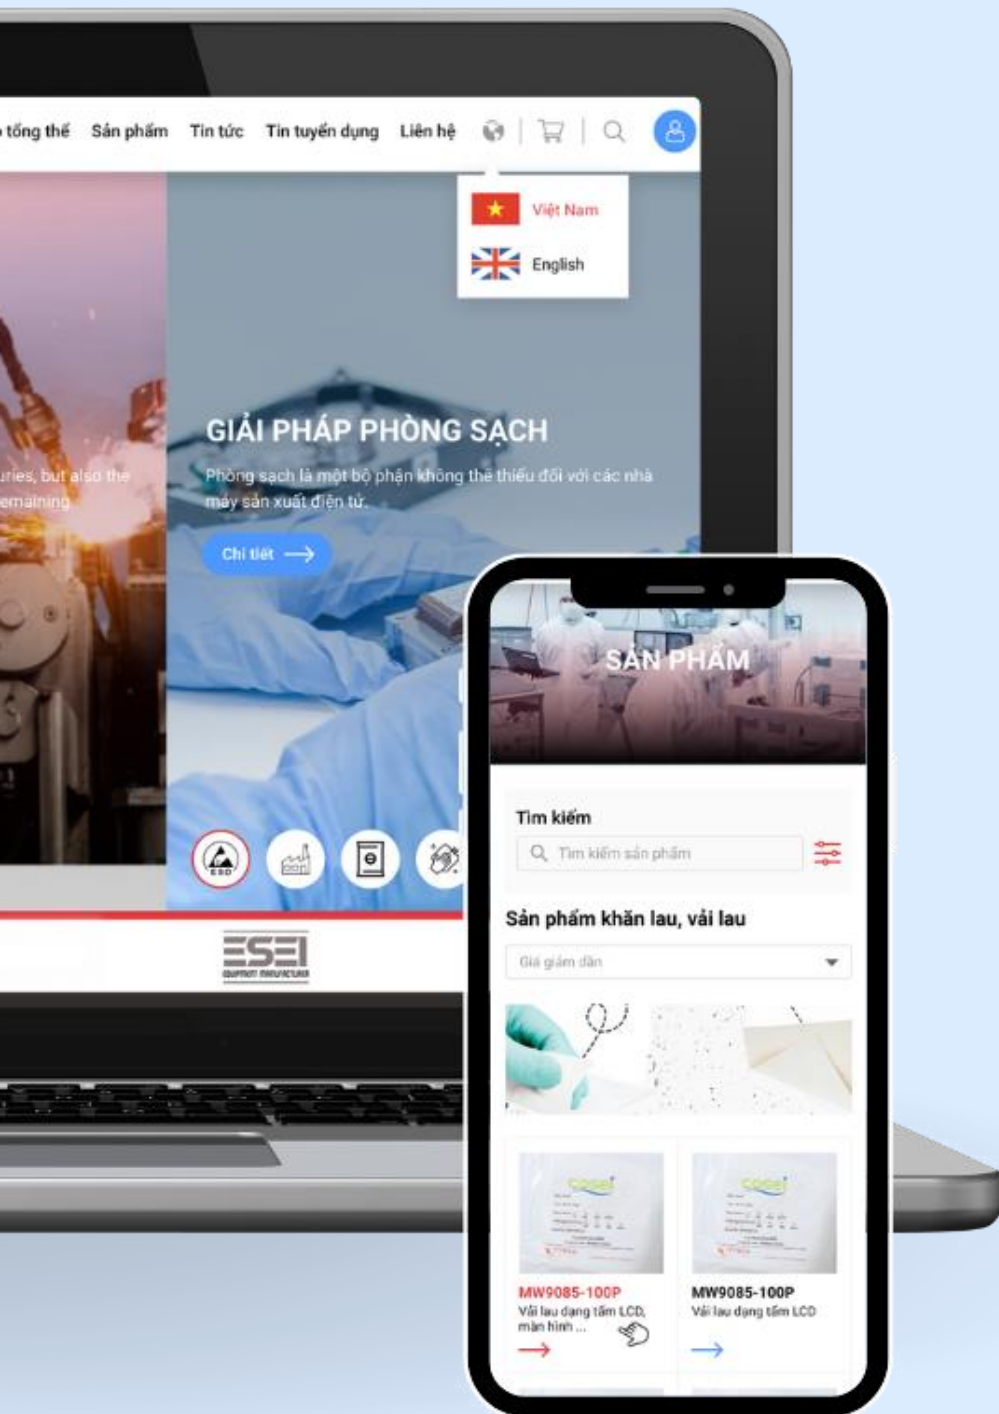 tổng thể Sản phẩm Tin tức Tin tuyển dụng Liên hệ
Việt Nam
English
GIẢI PHÁP PHÒNG SẠCH
but also the
Phòng sạch là một bộ phận không thể thiếu đối với các nhà
máy sản xuất điện tử.
Chi tiết
ESD
ESEI
EQUIPMENT MANUFACTURER
SẢN PHẨM
Tìm kiếm
Tìm kiếm sản phẩm
Sản phẩm khăn lau, vải lau
Giá giảm dần
MW9085-100P
Vải lau dạng tấm LCD,
màn hình ...
MW9085-100P
Vải lau dạng tấm LCD